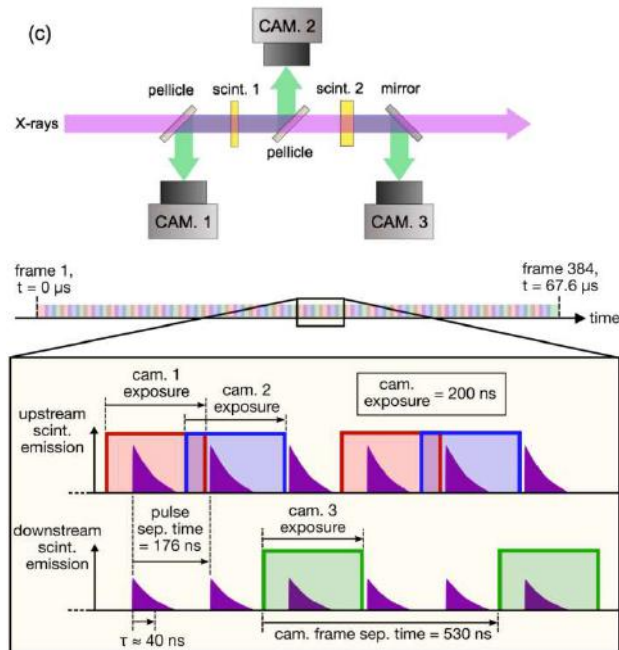 (c)
CAM. 2
pellicle
scint. 1
scint. 2
mirror
X-rays
pellicle
CAM. 1
CAM. 3
frame 1,
t = 0 μs
frame 384,
t = 67.6 μs
time
cam. 1
exposure
cam. 2
exposure
cam.
exposure = 200 ns
upstream
scint.
emission
pulse
sep. time
= 176 ns
cam. 3
exposure
downstream
scint.
emission
τ ≈ 40 ns
cam. frame sep. time = 530 ns